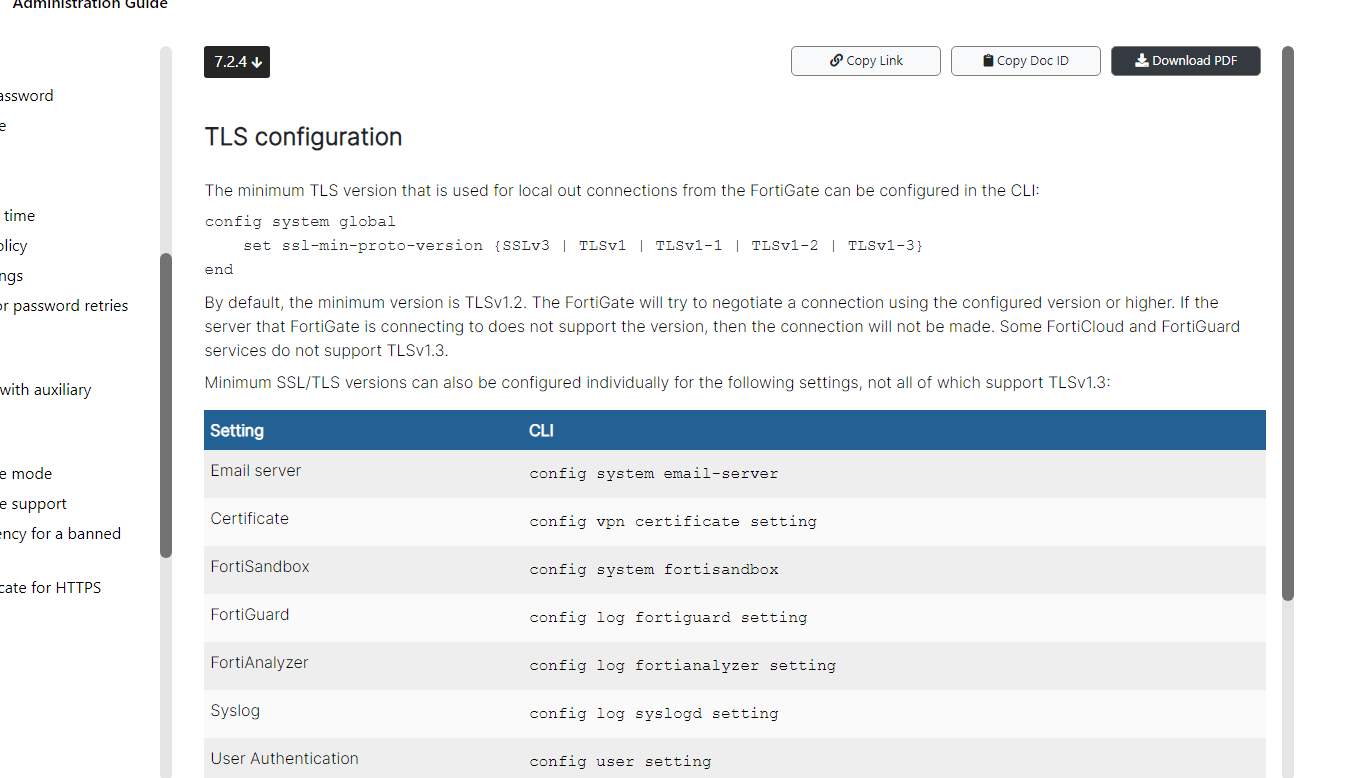 Administration Guide
assword
e
time
olicy
ngs
or password retries
with auxiliary
e mode
e support
ency for a banned
cate for HTTPS
7.2.4
Copy Link
Copy Doc ID
Download PDF
TLS configuration
The minimum TLS version that is used for local out connections from the FortiGate can be configured in the CLI:
config system global
set ssl-min-proto-version {SSLv3 | TLSv1 | TLSv1-1 | TLSv1-2 | TLSv1-3}
end
By default, the minimum version is TLSv1.2. The FortiGate will try to negotiate a connection using the configured version or higher. If the
server that FortiGate is connecting to does not support the version, then the connection will not be made. Some FortiCloud and FortiGuard
services do not support TLSv1.3.
Minimum SSL/TLS versions can also be configured individually for the following settings, not all of which support TLSv1.3:
Setting CLI
Email server config system email-server
Certificate config vpn certificate setting
FortiSandbox config system fortisandbox
FortiGuard config log fortiguard setting
FortiAnalyzer config log fortianalyzer setting
Syslog config log syslogd setting
User Authentication config user setting